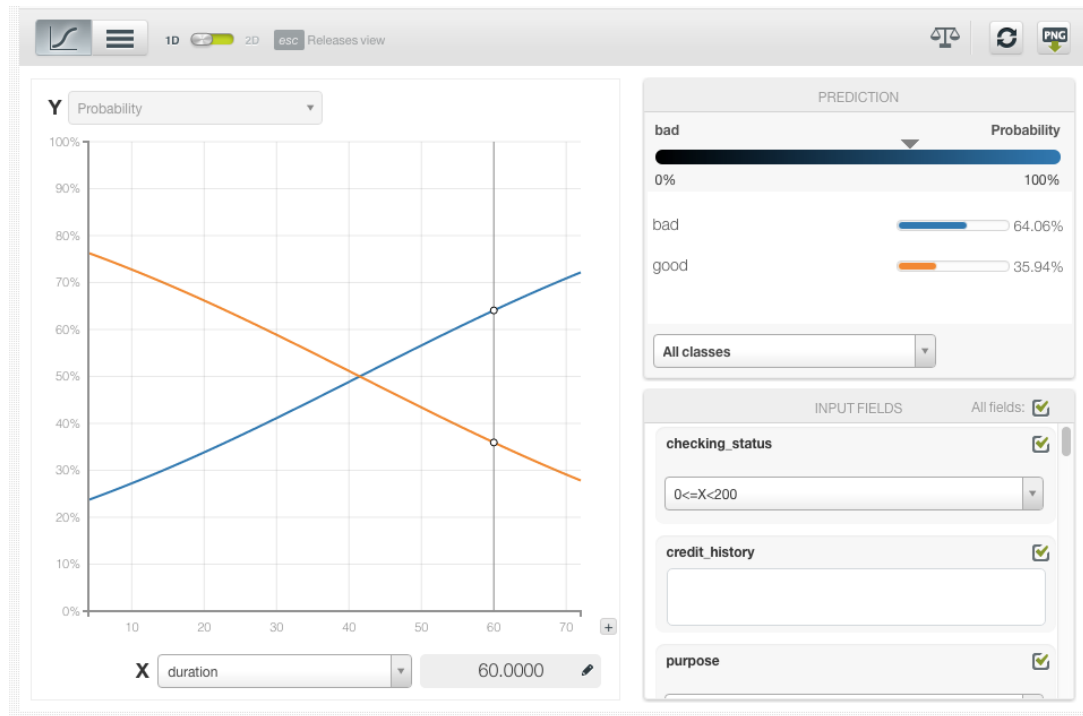 1D 2D esc Releases view PNG
Y Probability
100%
90%
80%
70%
60%
50%
40%
30%
20%
10%
0%
10 20 30 40 50 60 70 +
X duration 60.0000
PREDICTION
bad Probability
0% 100%
bad 64.06%
good 35.94%
All classes
INPUT FIELDS All fields:
checking_status
0<=X<200
credit_history
purpose